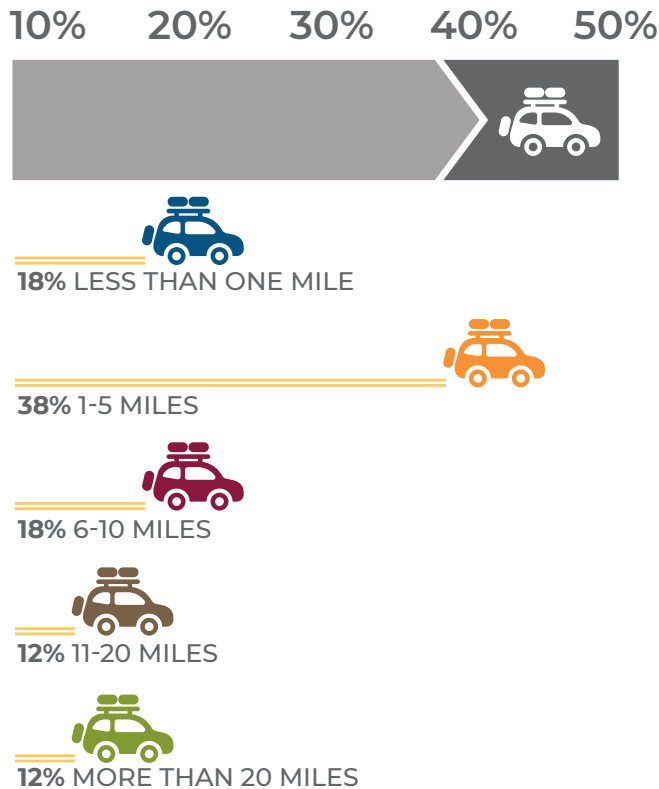 10% 20% 30% 40% 50%
18% LESS THAN ONE MILE
38% 1-5 MILES
18% 6-10 MILES
12% 11-20 MILES
12% MORE THAN 20 MILES